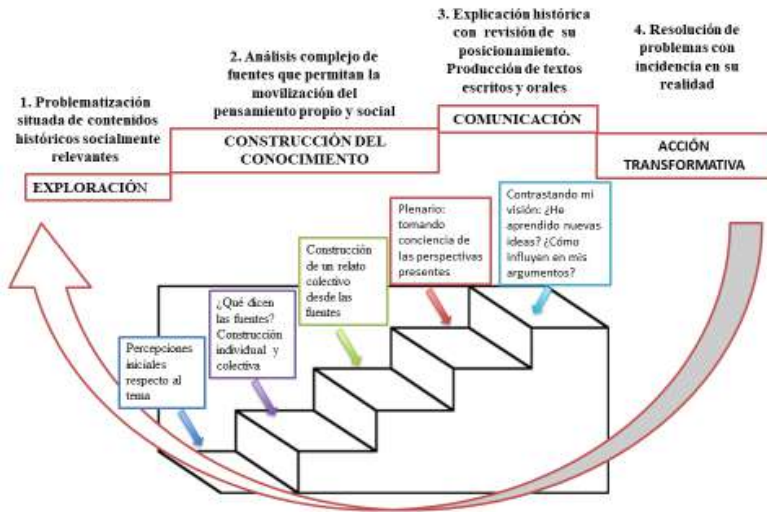 1. Problematización
situada de contenidos
históricos socialmente
relevantes
EXPLORACIÓN
2. Análisis complejo de
fuentes que permitan la
movilización del
pensamiento propio y social
CONSTRUCCIÓN DEL
CONOCIMIENTO
3. Explicación histórica
con revisión de su
posicionamiento.
Producción de textos
escritos y orales
COMUNICACIÓN
4. Resolución de
problemas con
incidencia en su
realidad
ACCIÓN
TRANSFORMATIVA
Percepciones
iniciales
respecto al
tema
¿Qué dicen
las fuentes?
Construcción
individual y
colectiva
Construcción
de un relato
colectivo
desde las
fuentes
Plenario:
tomando
conciencia de
las perspectivas
presentes
Contrastando mi
visión: ¿He
aprendido nuevas
ideas? ¿Cómo
influyen en mis
argumentos?